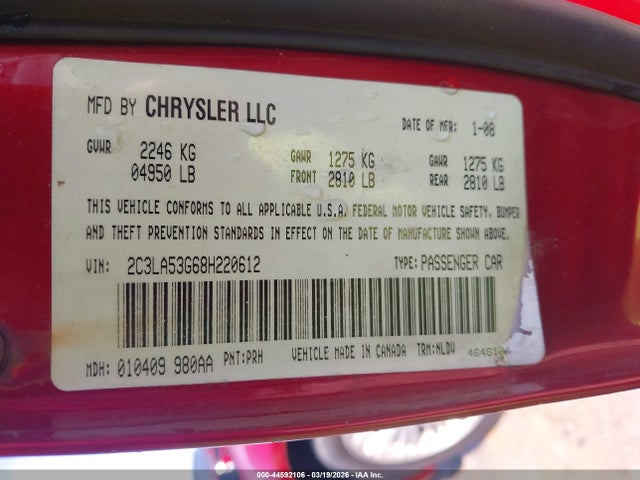 MFD BY CHRYSLER LLC DATE OF MFR: 1-08
GVWR 2246 KG GAWR 1275 KG GAWR 1275 KG
04950 LB FRONT 2810 LB REAR 2810 LB
THIS VEHICLE CONFORMS TO ALL APPLICABLE U.S.A. FEDERAL MOTOR VEHICLE SAFETY, BUMPER
AND THEFT PREVENTION STANDARDS IN EFFECT ON THE DATE OF MANUFACTURE SHOWN ABOVE.
VIN: 2C3LA53G68H220612 TYPE: PASSENGER CAR
MDH: 010409 980AA PNT: PRH VEHICLE MADE IN CANADA TRM: NLDV
000-44592106 - 03/19/2026 - IAA Inc.